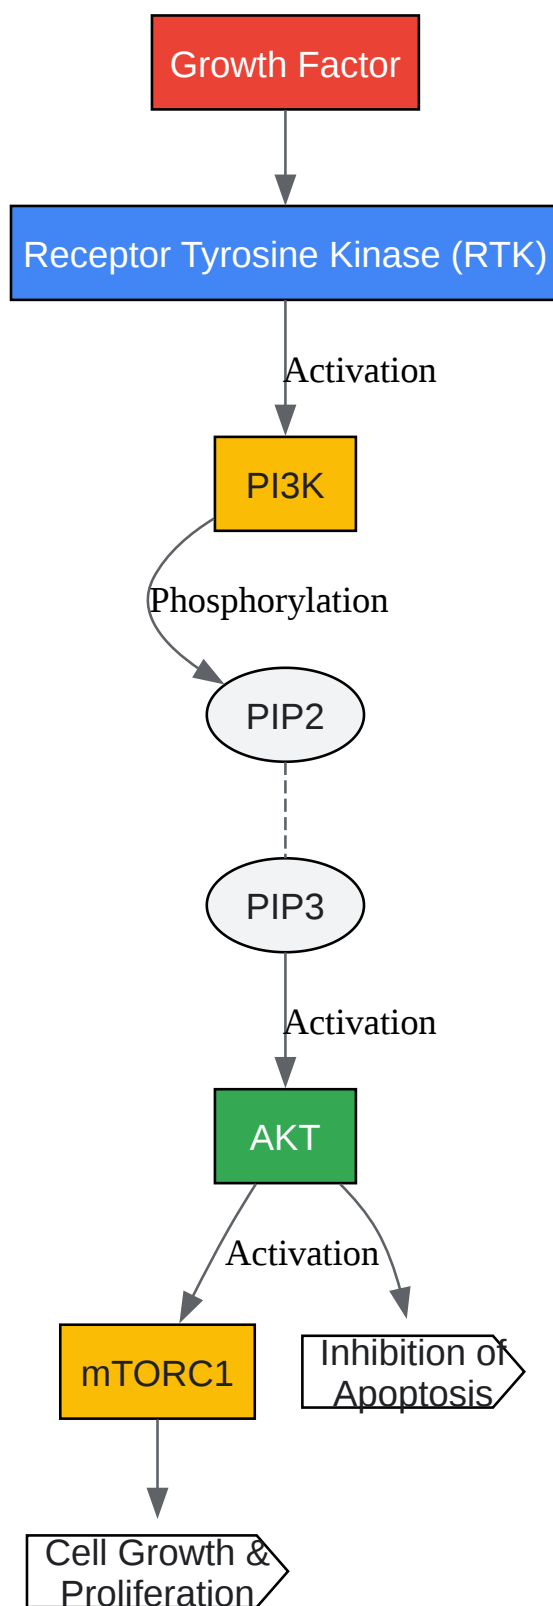 Growth Factor
Receptor Tyrosine Kinase (RTK)
Activation
PI3K
Phosphorylation
PIP2
PIP3
Activation
AKT
Activation
mTORC1
Inhibition of
Apoptosis
Cell Growth &
Proliferation